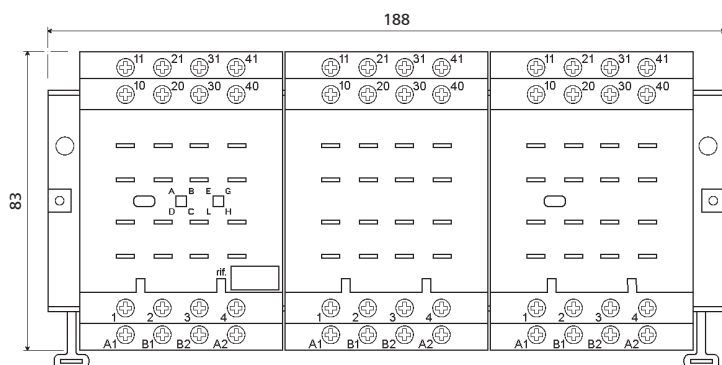 188
83
11 21 31 41 11 21 31 41 11 21 31 41
10 20 30 40 10 20 30 40 10 20 30 40
A B E G
D C L H
rif.
1 2 3 4 1 2 3 4 1 2 3 4
A1 B1 B2 A2 A1 B1 B2 A2 A1 B1 B2 A2